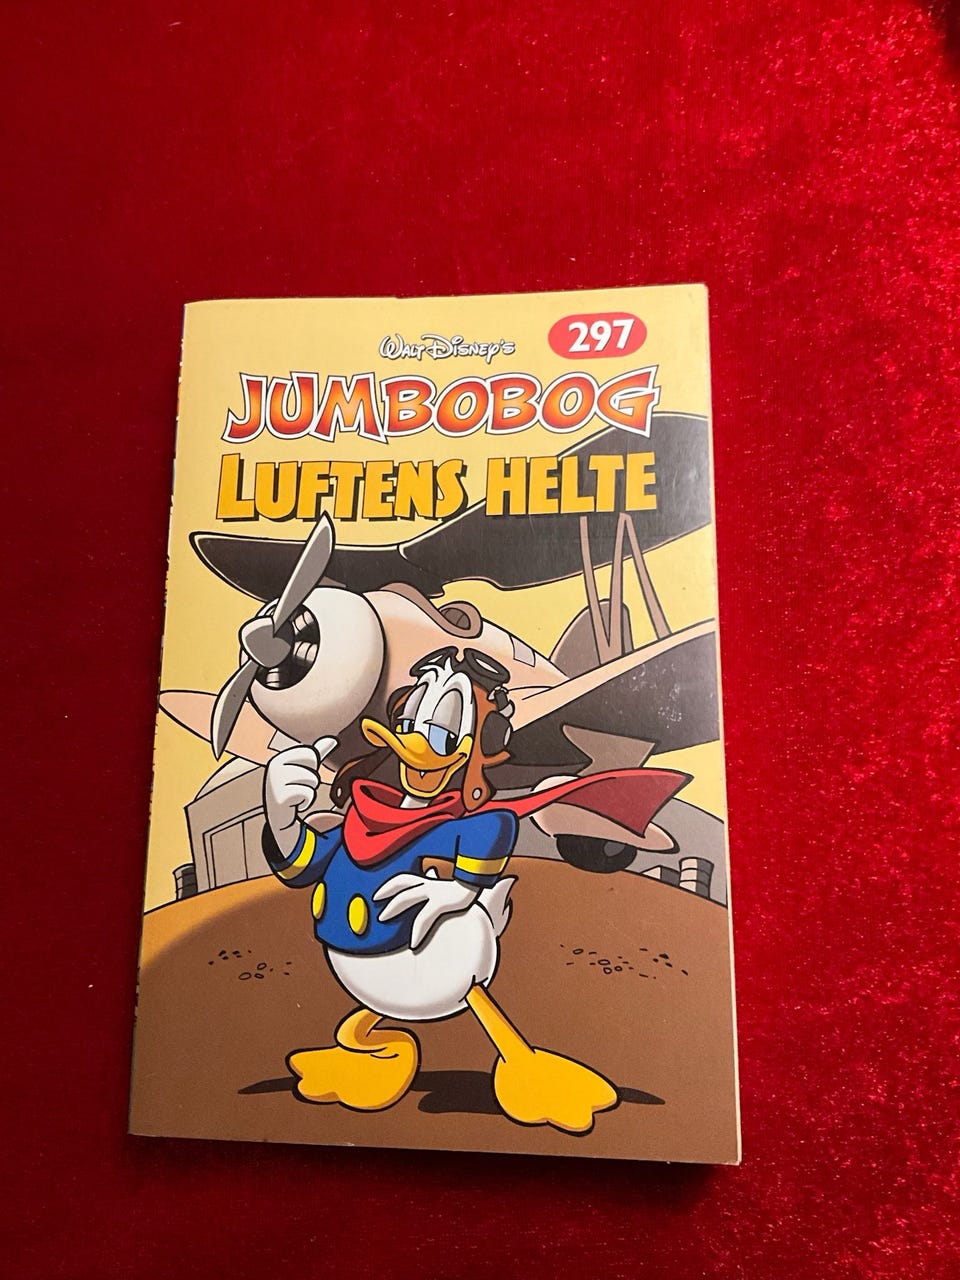 297
WALT DISNEY'S
JUMBOBOG
LUFTENS HELTE